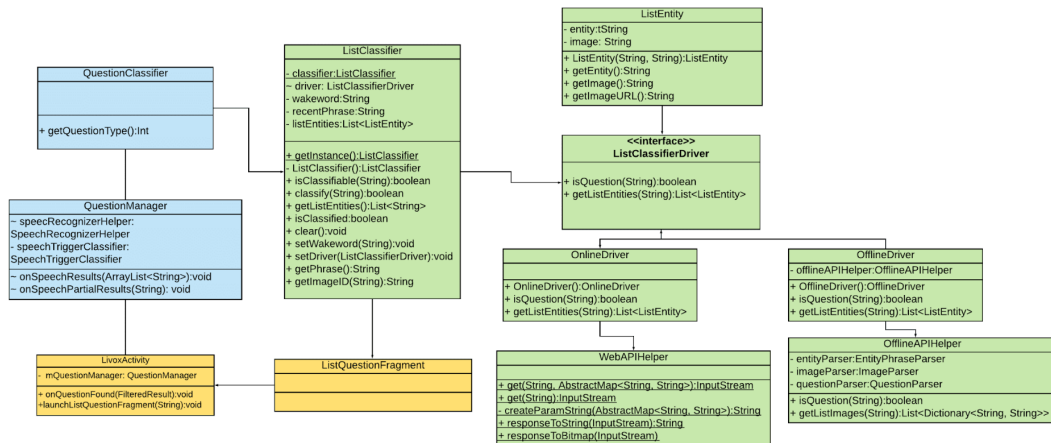 QuestionClassifier
+ getQuestionType():Int
QuestionManager
~ speecRecognizerHelper:
SpeechRecognizerHelper
- speechTriggerClassifier:
SpeechTriggerClassifier
~ onSpeechResults(ArrayList<String>):void
~ onSpeechPartialResults(String): void
LivoxActivity
- mQuestionManager: QuestionManager
+ onQuestionFound(FilteredResult):void
+launchListQuestionFragment(String):void
ListClassifier
- classifier:ListClassifier
~ driver: ListClassifierDriver
- wakeword:String
- recentPhrase:String
- listEntities:List<ListEntity>
+ getInstance():ListClassifier
- ListClassifier():ListClassifier
+ isClassifiable(String):boolean
+ classify(String):boolean
+ getListEntities():List<String>
+ isClassified:boolean
+ clear():void
+ setWakeword(String):void
+ setDriver(ListClassifierDriver):void
+ getPhrase():String
+ getImageID(String):String
ListQuestionFragment
ListEntity
- entity:tString
- image: String
+ ListEntity(String, String):ListEntity
+ getEntity():String
+ getImage():String
+ getImageURL():String
<<interface>>
ListClassifierDriver
+ isQuestion(String):boolean
+ getListEntities(String):List<ListEntity>
OnlineDriver
+ OnlineDriver():OnlineDriver
+ isQuestion(String):boolean
+ getListEntities(String):List<ListEntity>
WebAPIHelper
+ get(String, AbstractMap<String, String>):InputStream
+ get(String):InputStream
- createParamString(AbstractMap<String, String>):String
+ responseToString(InputStream):String
+ responseToBitmap(InputStream)
OfflineDriver
- offlineAPIHelper:OfflineAPIHelper
+ OfflineDriver():OfflineDriver
+ isQuestion(String):boolean
+ getListEntities(String):List<ListEntity>
OfflineAPIHelper
- entityParser:EntityPhraseParser
- imageParser:ImageParser
- questionParser:QuestionParser
+ isQuestion(String):boolean
+ getListImages(String):List<Dictionary<String, String>>